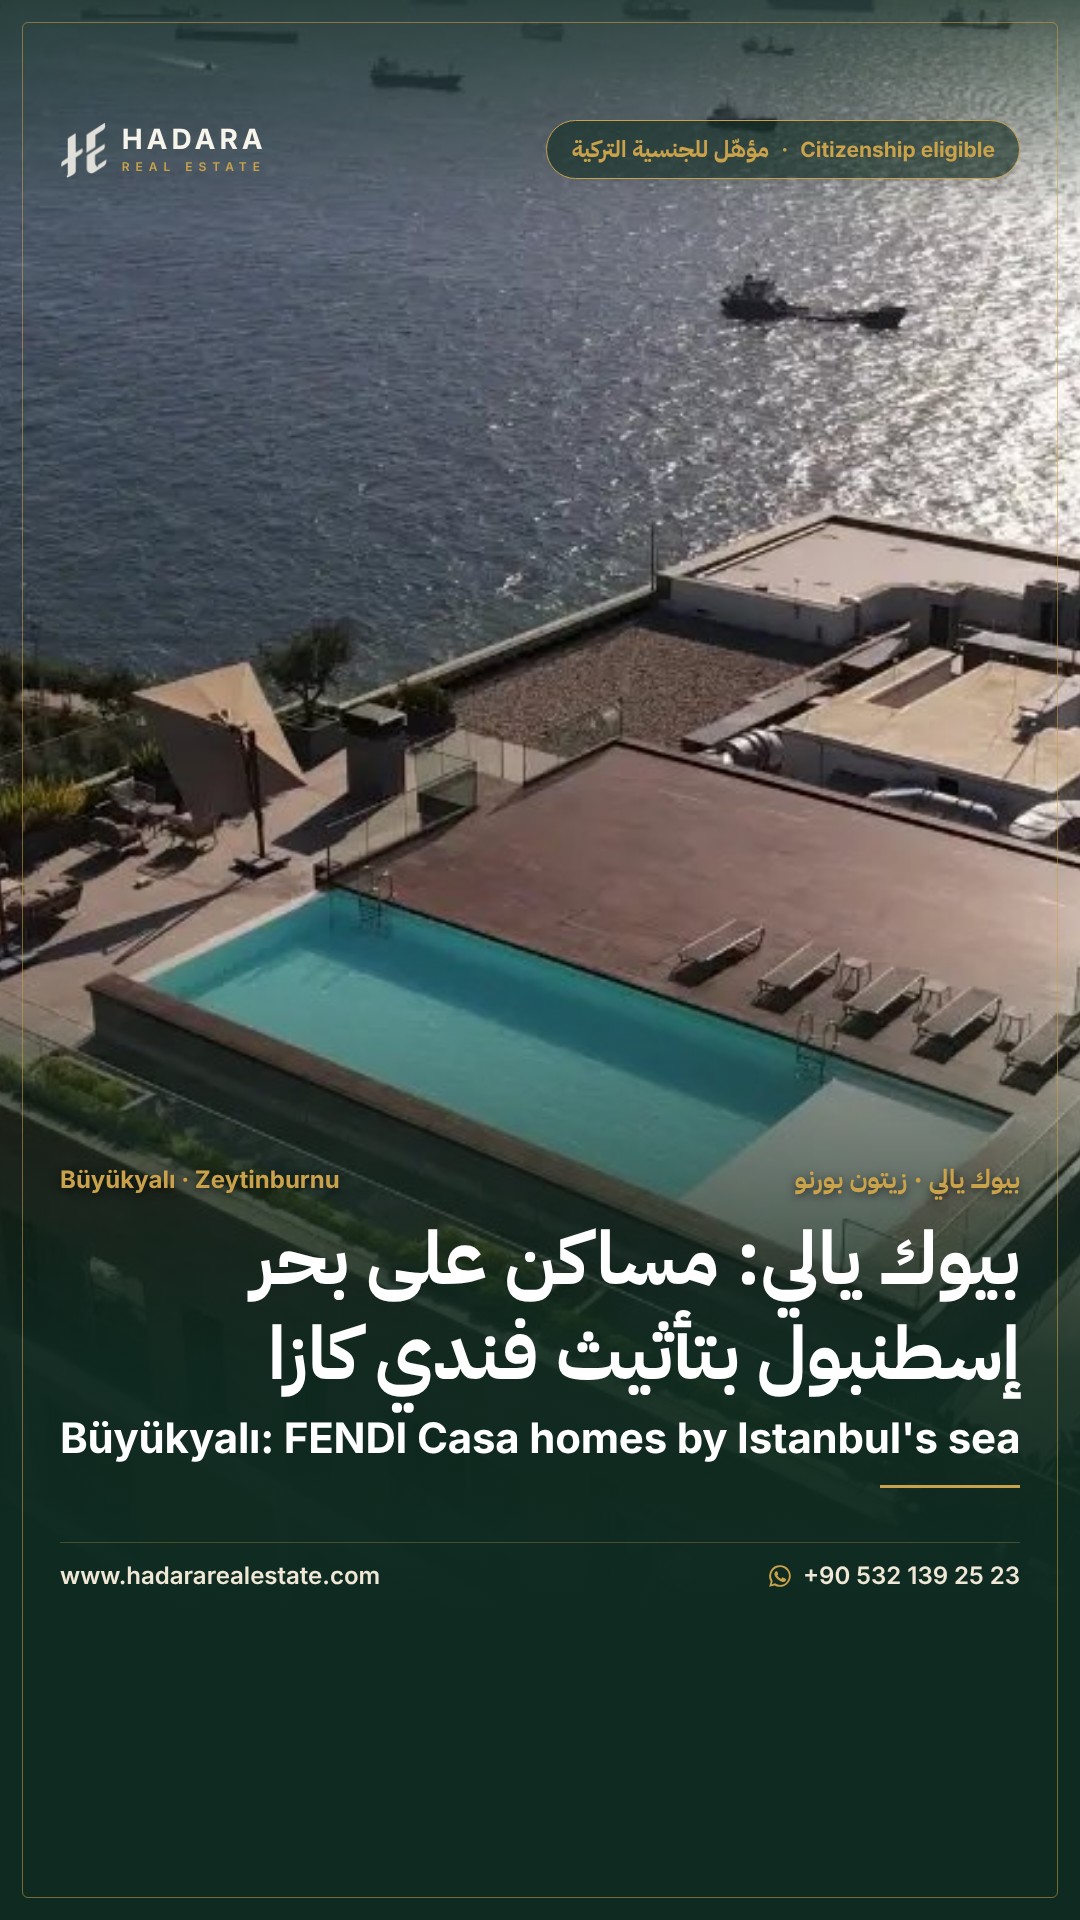 HADARA
REAL ESTATE
مؤهّل للجنسية التركية · Citizenship eligible
Büyükyalı · Zeytinburnu
بيوك يالي · زيتون بورنو
بيوك يالي: مساكن على بحر
إسطنبول بتأثيث فندي كازا
Büyükyalı: FENDI Casa homes by Istanbul's sea
www.hadararealestate.com
+90 532 139 25 23